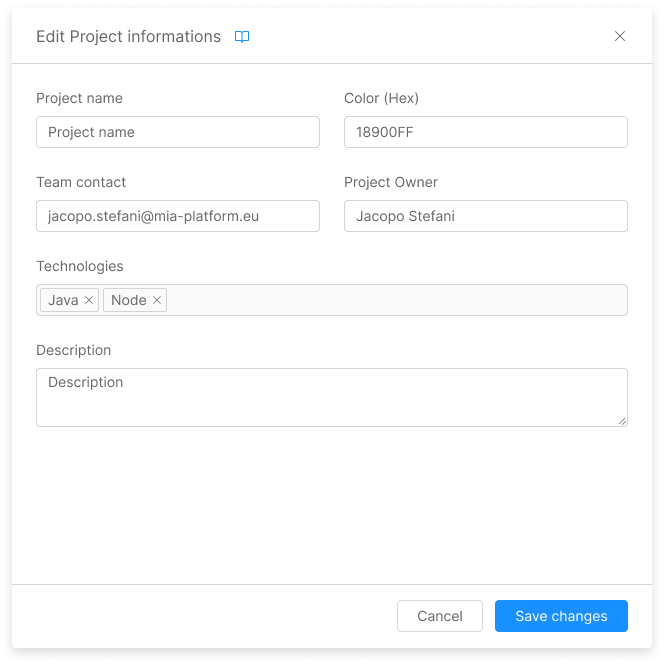 Edit Project informations
Project name Color (Hex)
Project name 18900FF
Team contact Project Owner
jacopo.stefani@mia-platform.eu Jacopo Stefani
Technologies
Java Node
Description
Description
Cancel Save changes